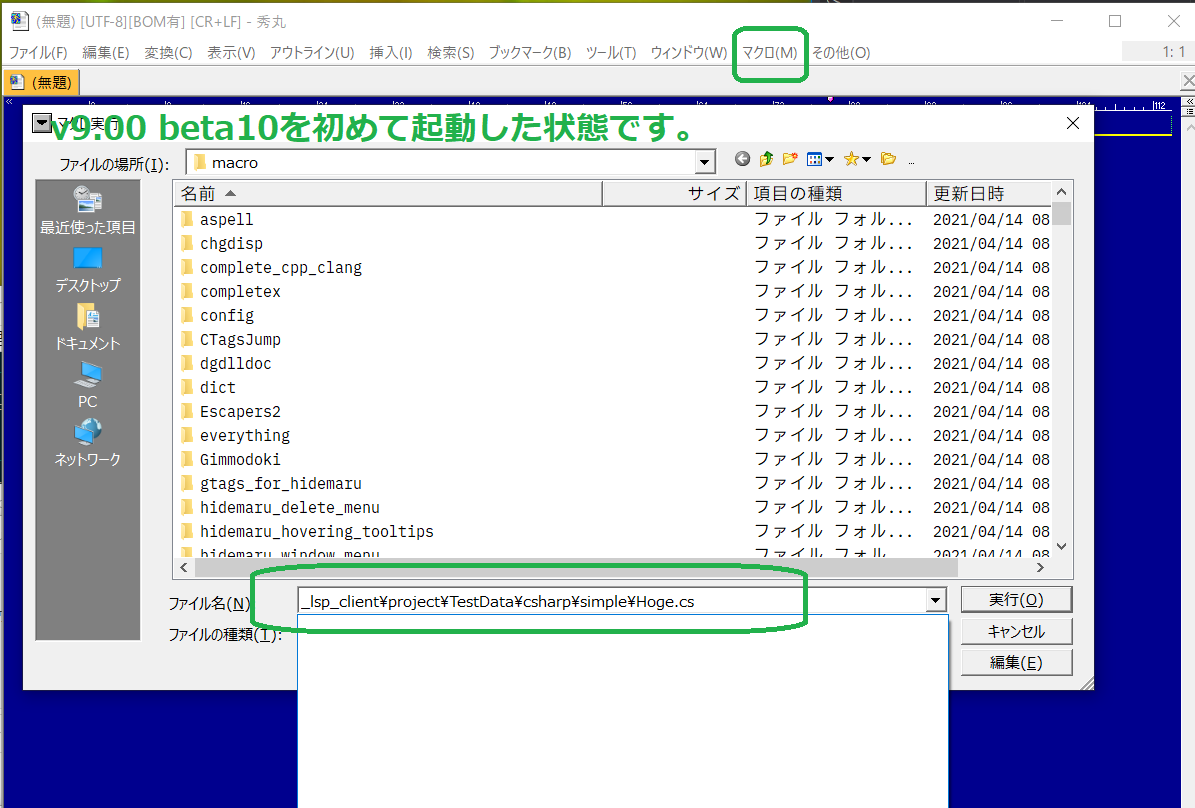 (無題) [UTF-8][BOM有] [CR+LF] - 秀丸
ファイル(F) 編集(E) 変換(C) 表示(V) アウトライン(U) 挿入(I) 検索(S) ブックマーク(B) ツール(T) ウィンドウ(W) マクロ(M) その他(O) 1: 1
(無題)
マクロ実行
v9.00 beta10を初めて起動した状態です。
ファイルの場所(I): macro
最近使った項目
デスクトップ
ドキュメント
PC
ネットワーク
名前 サイズ 項目の種類 更新日時
aspell ファイル フォル... 2021/04/14 08
chgdisp ファイル フォル... 2021/04/14 08
complete_cpp_clang ファイル フォル... 2021/04/14 08
completex ファイル フォル... 2021/04/14 08
config ファイル フォル... 2021/04/14 08
CTagsJump ファイル フォル... 2021/04/14 08
dgdlldoc ファイル フォル... 2021/04/14 08
dict ファイル フォル... 2021/04/14 08
Escapers2 ファイル フォル... 2021/04/14 08
everything ファイル フォル... 2021/04/14 08
Gimmodoki ファイル フォル... 2021/04/14 08
gtags_for_hidemaru ファイル フォル... 2021/04/14 08
hidemaru_delete_menu ファイル フォル... 2021/04/14 08
hidemaru_hovering_tooltips ファイル フォル... 2021/04/14 08
hidemaru_window_menu ファイル フォル... 2021/04/14 08
ファイル名(N): _lsp_client¥project¥TestData¥csharp¥simple¥Hoge.cs 実行(O)
ファイルの種類(T): キャンセル
編集(E)